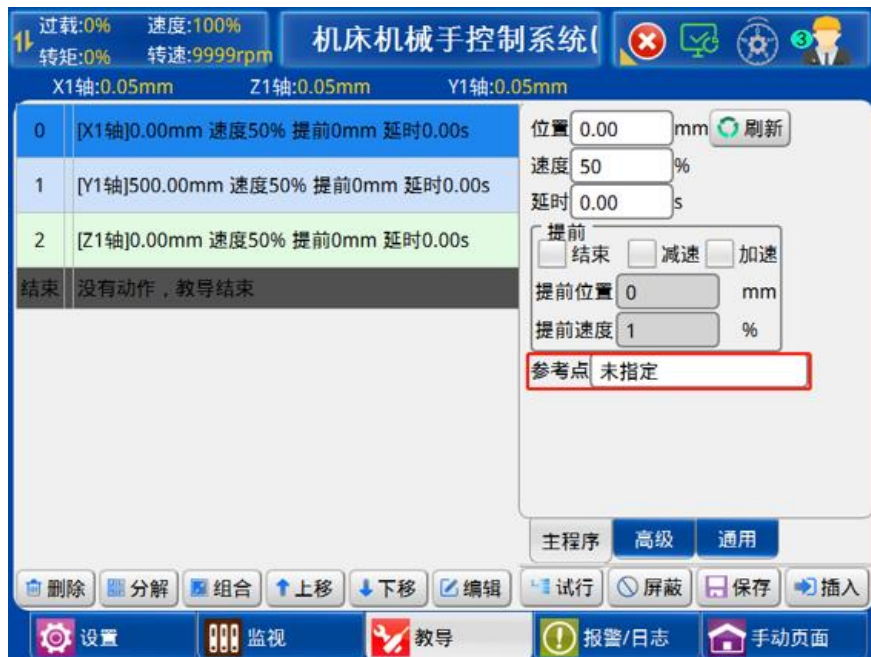 过载:0% 速度:100%
转矩:0% 转速:9999rpm
机床机械手控制系统(
3
X1轴:0.05mm Z1轴:0.05mm Y1轴:0.05mm
0 [X1轴]0.00mm 速度50% 提前0mm 延时0.00s
1 [Y1轴]500.00mm 速度50% 提前0mm 延时0.00s
2 [Z1轴]0.00mm 速度50% 提前0mm 延时0.00s
结束 没有动作，教导结束
位置 0.00 mm 刷新
速度 50 %
延时 0.00 s
提前
结束 减速 加速
提前位置 0 mm
提前速度 1 %
参考点 未指定
主程序 高级 通用
删除 分解 组合 上移 下移 编辑 试行 屏蔽 保存 插入
设置 监视 教导 报警/日志 手动页面